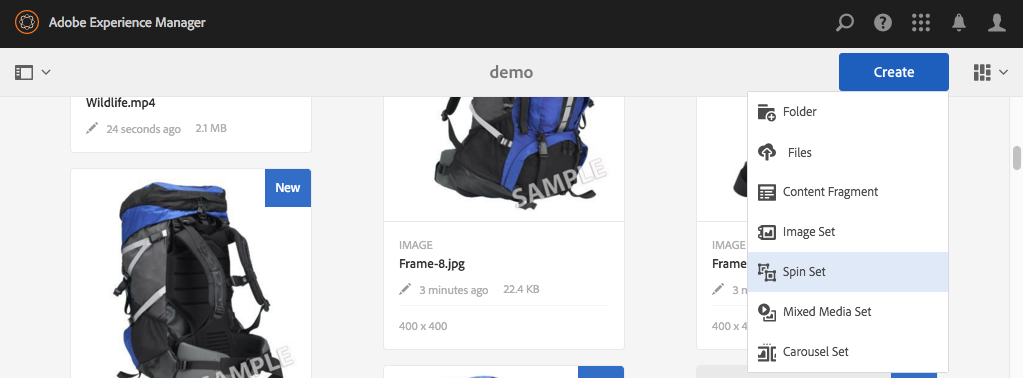 Adobe Experience Manager
demo
Create
Wildlife.mp4
24 seconds ago 2.1 MB
New
SAMPLE
SAMPLE
IMAGE
Frame-8.jpg
3 minutes ago 22.4 KB
400 x 400
IMAG
Frame
3 m
400 x 4
Folder
Files
Content Fragment
Image Set
Spin Set
Mixed Media Set
Carousel Set